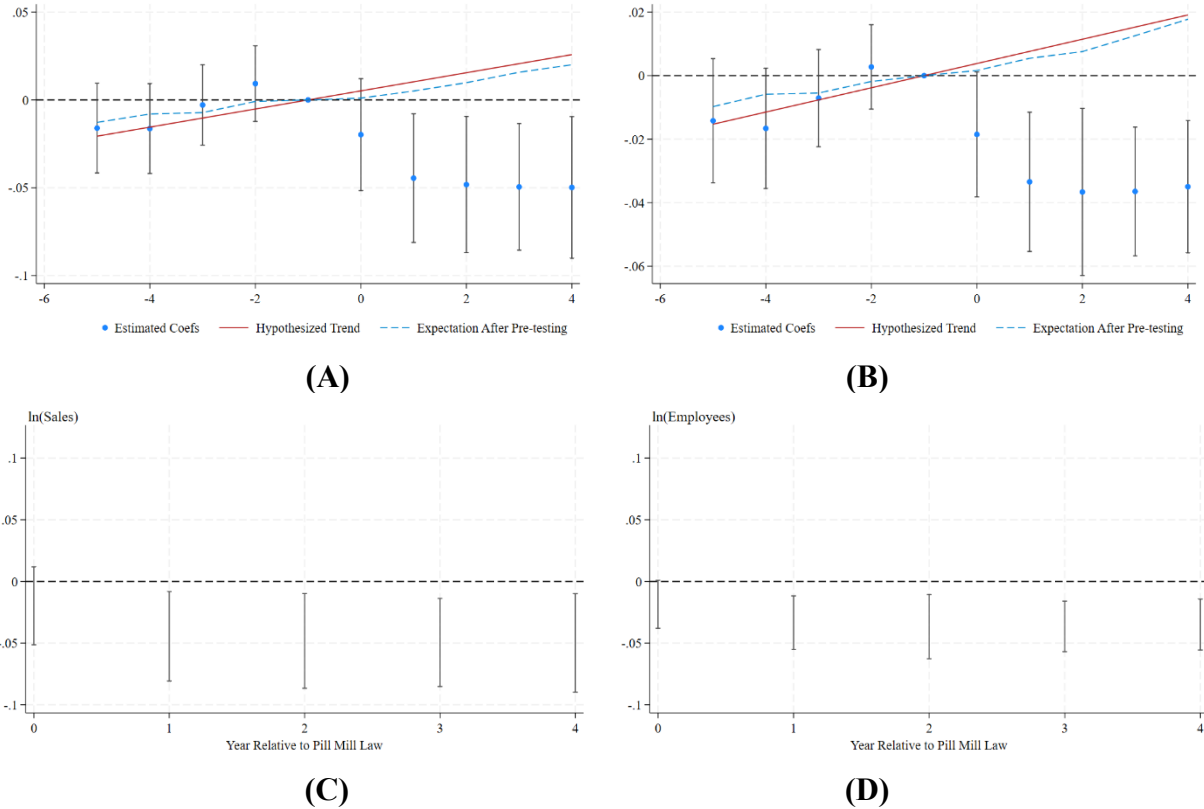 .05
0
-.05
-.1
-6 -4 -2 0 2 4
Estimated Coefs Hypothesized Trend Expectation After Pre-testing
(A)
.02
0
-.02
-.04
-.06
-6 -4 -2 0 2 4
Estimated Coefs Hypothesized Trend Expectation After Pre-testing
(B)
ln(Sales)
.1
.05
0
-.05
-.1
0 1 2 3 4
Year Relative to Pill Mill Law
(C)
ln(Employees)
.1
.05
0
-.05
-.1
0 1 2 3 4
Year Relative to Pill Mill Law
(D)